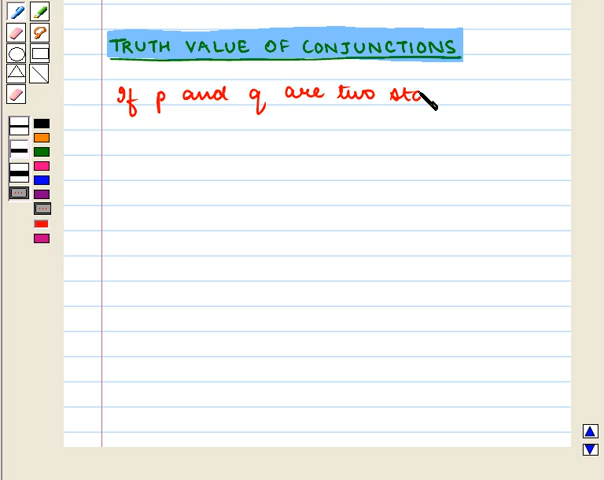 TRUTH VALUE OF CONJUNCTIONS
If p and q are two sta